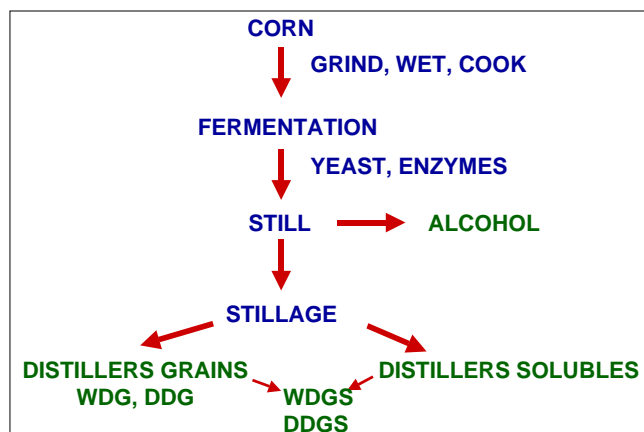 CORN
GRIND, WET, COOK
FERMENTATION
YEAST, ENZYMES
STILL
ALCOHOL
STILLAGE
DISTILLERS GRAINS
WDG, DDG
DISTILLERS SOLUBLES
WDGS
DDGS